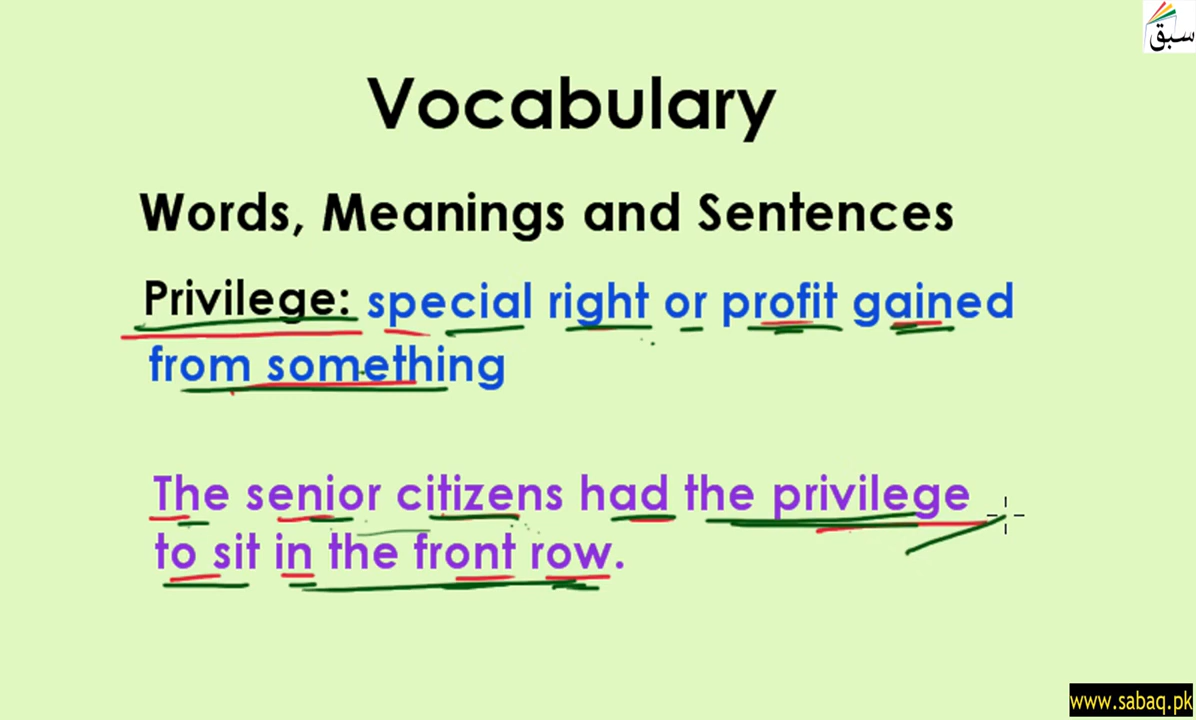 سبق
Vocabulary
Words, Meanings and Sentences
Privilege: special right or profit gained
from something
The senior citizens had the privilege
to sit in the front row.
www.sabaq.pk